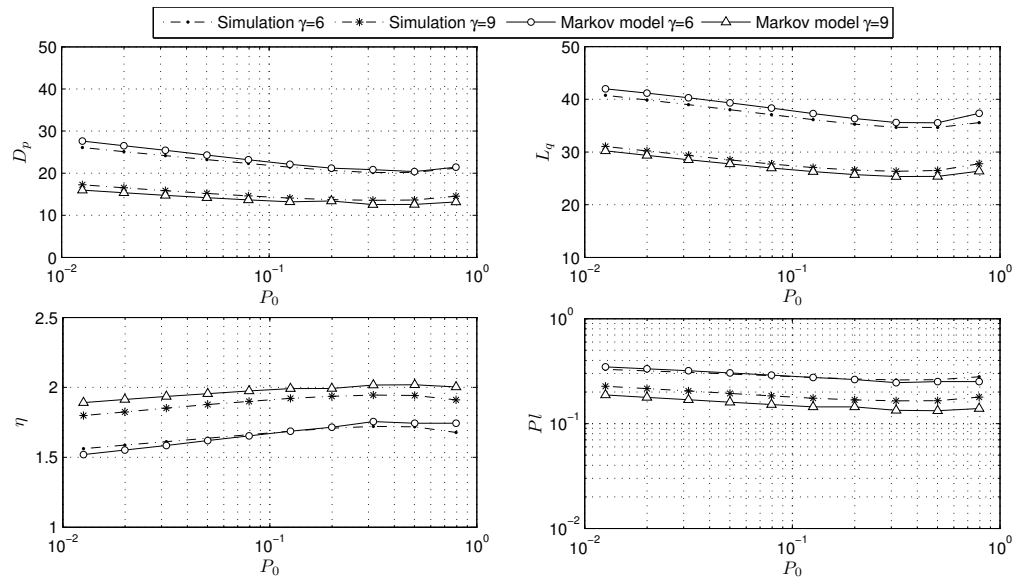 Simulation γ=6 Simulation γ=9 Markov model γ=6 Markov model γ=9
50
40
30
20
10
0
D_p
10^-2 10^-1 10^0
P_0
50
40
30
20
10
L_q
10^-2 10^-1 10^0
P_0
2.5
2
1.5
1
η
10^-2 10^-1 10^0
P_0
10^0
10^-1
10^-2
Pl
10^-2 10^-1 10^0
P_0